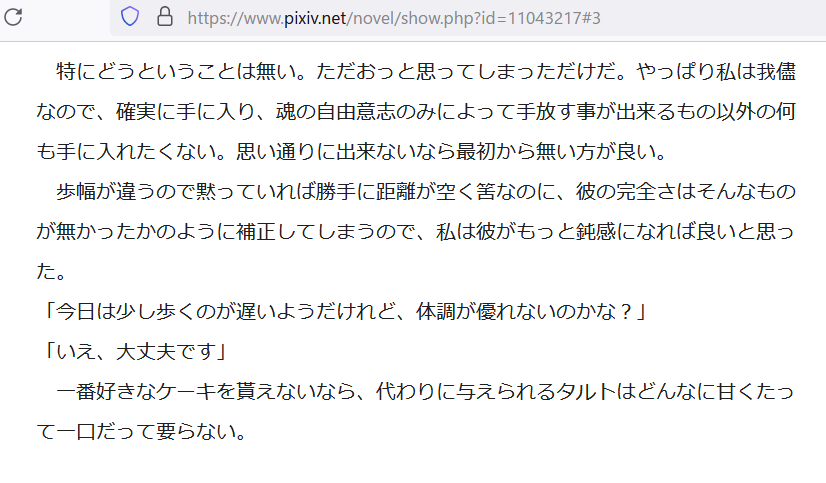 https://www.pixiv.net/novel/show.php?id=11043217#3
　特にどうということは無い。ただおっと思ってしまっただけだ。やっぱり私は我儘
なので、確実に手に入り、魂の自由意志のみによって手放す事が出来るもの以外の何
も手に入れたくない。思い通りに出来ないなら最初から無い方が良い。
　歩幅が違うので黙っていれば勝手に距離が空く筈なのに、彼の完全さはそんなもの
が無かったかのように補正してしまうので、私は彼がもっと鈍感になれば良いと思っ
た。
「今日は少し歩くのが遅いようだけれど、体調が優れないのかな？」
「いえ、大丈夫です」
　一番好きなケーキを貰えないなら、代わりに与えられるタルトはどんなに甘くたっ
て一口だって要らない。